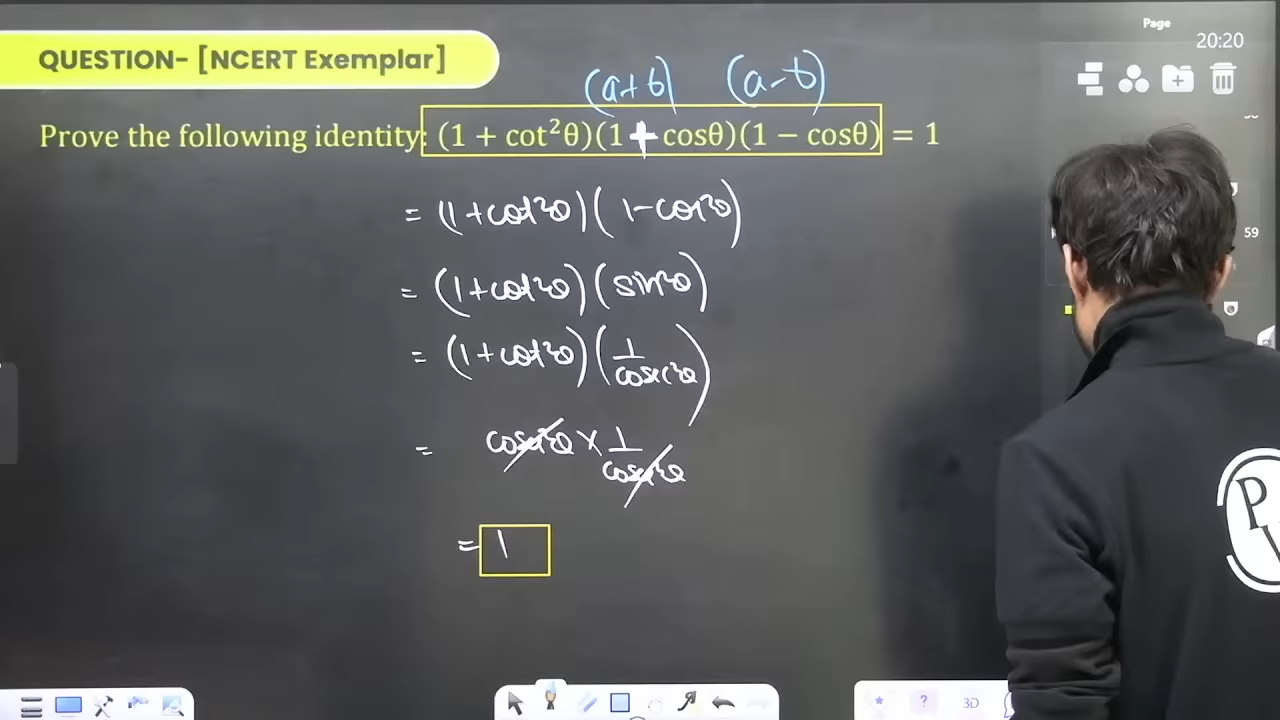 Page
20:20
QUESTION- [NCERT Exemplar]
(a+b) (a-b)
Prove the following identity: (1 + cot²θ)(1 + cosθ)(1 − cosθ) = 1
= (1+cot²θ)(1-cos²θ)
= (1+cot²θ)(sin²θ)
59
= (1+cot²θ)(1/cosec²θ)
= cosec²θ × 1/cosec²θ
= 1
P
W
3D